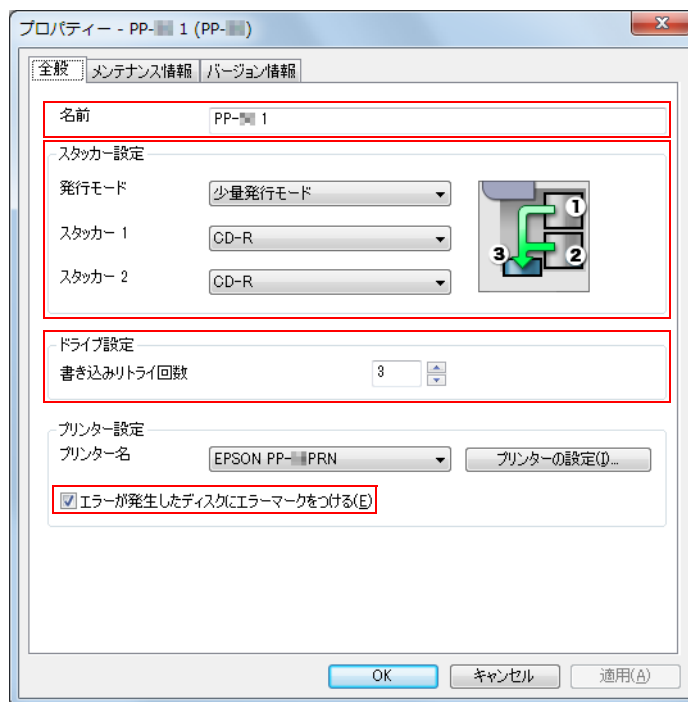 プロパティー - PP- 1 (PP- )
全般 メンテナンス情報 バージョン情報
名前 PP- 1
スタッカー設定
発行モード 少量発行モード
スタッカー 1 CD-R
スタッカー 2 CD-R
1
2
3
ドライブ設定
書き込みリトライ回数 3
プリンター設定
プリンター名 EPSON PP- PRN プリンターの設定(I)...
エラーが発生したディスクにエラーマークをつける(E)
OK キャンセル 適用(A)